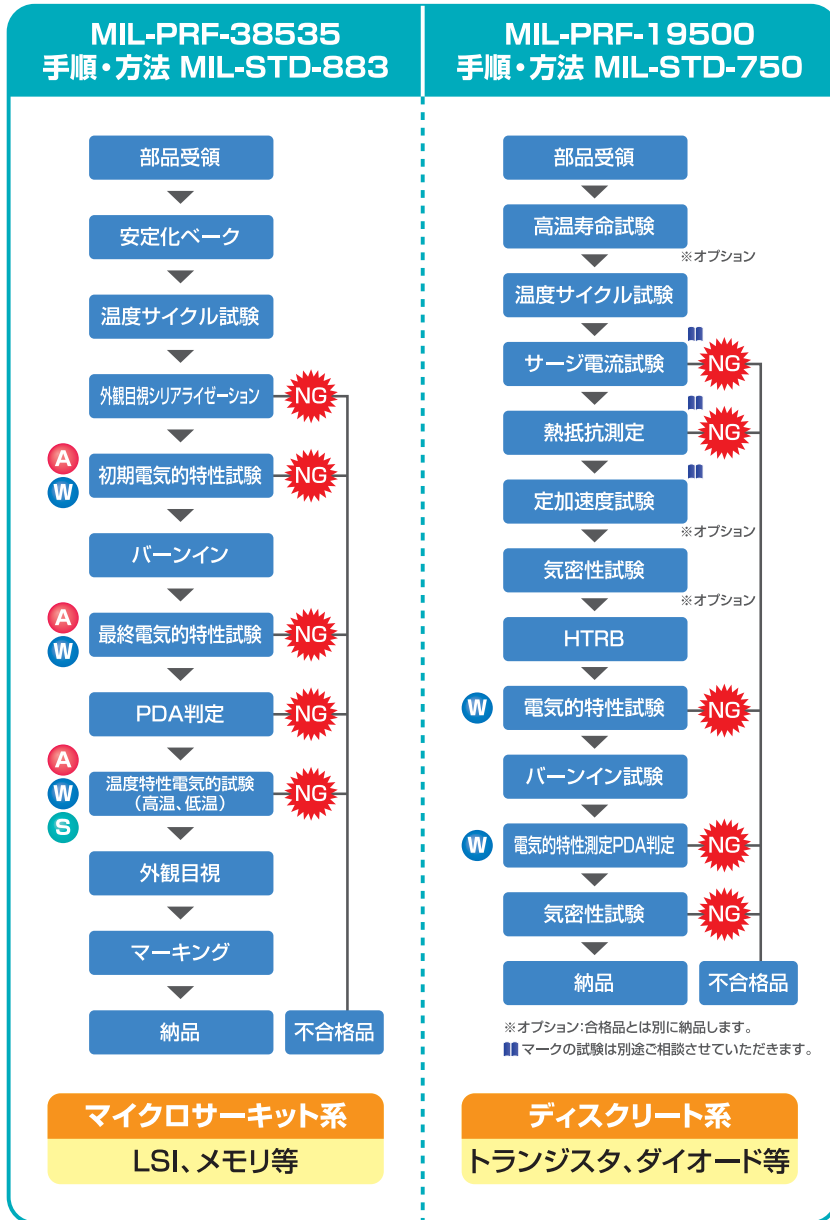 MIL-PRF-38535
手順・方法 MIL-STD-883
部品受領
安定化ベーク
温度サイクル試験
外観目視シリアライゼーション
NG
A
W
初期電気的特性試験
NG
バーンイン
A
W
最終電気的特性試験
NG
PDA判定
NG
A
W
S
温度特性電気的試験
(高温、低温)
NG
外観目視
マーキング
納品
不合格品
マイクロサーキット系
LSI、メモリ等
MIL-PRF-19500
手順・方法 MIL-STD-750
部品受領
高温寿命試験
※オプション
温度サイクル試験
サージ電流試験
NG
熱抵抗測定
NG
定加速度試験
※オプション
気密性試験
※オプション
HTRB
W
電気的特性試験
NG
バーンイン試験
W
電気的特性測定PDA判定
NG
気密性試験
NG
納品
不合格品
※オプション:合格品とは別に納品します。
マークの試験は別途ご相談させていただきます。
ディスクリート系
トランジスタ、ダイオード等